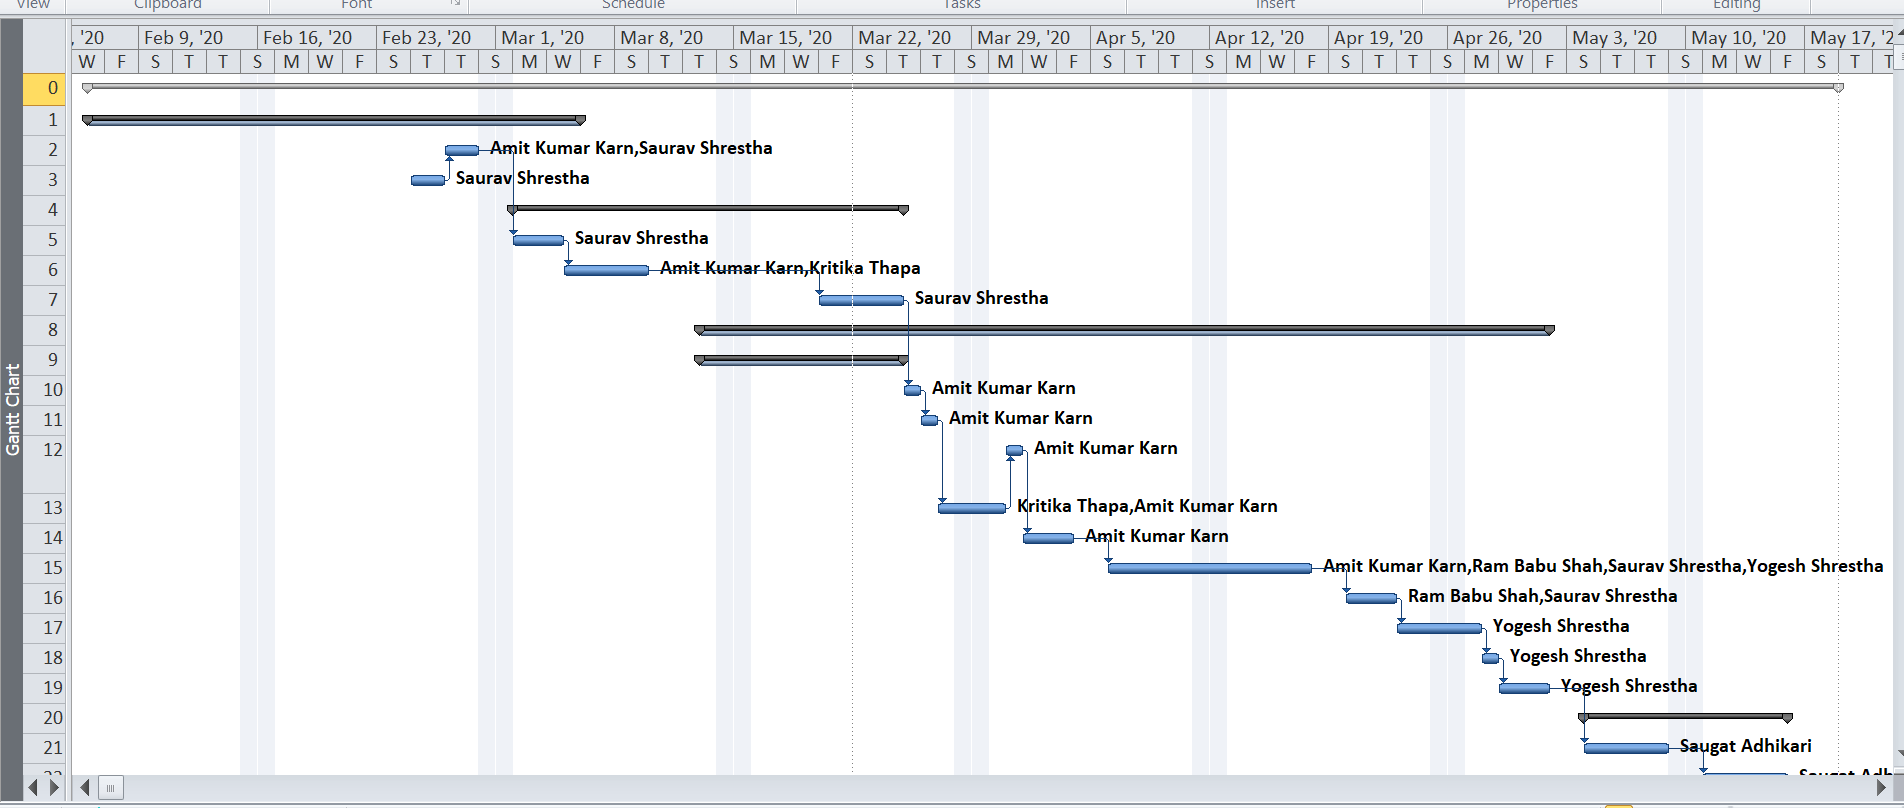 View Clipboard Font Schedule Tasks Insert Properties Editing
, '20 Feb 9, '20 Feb 16, '20 Feb 23, '20 Mar 1, '20 Mar 8, '20 Mar 15, '20 Mar 22, '20 Mar 29, '20 Apr 5, '20 Apr 12, '20 Apr 19, '20 Apr 26, '20 May 3, '20 May 10, '20 May 17, '2
W F S T T S M W F S T T S M W F S T T S M W F S T T S M W F S T T S M W F S T T S M W F S T T S M W F S T T
0
1
2 Amit Kumar Karn,Saurav Shrestha
3 Saurav Shrestha
4
5 Saurav Shrestha
6 Amit Kumar Karn,Kritika Thapa
7 Saurav Shrestha
8
9
10 Amit Kumar Karn
11 Amit Kumar Karn
12 Amit Kumar Karn
13 Kritika Thapa,Amit Kumar Karn
14 Amit Kumar Karn
15 Amit Kumar Karn,Ram Babu Shah,Saurav Shrestha,Yogesh Shrestha
16 Ram Babu Shah,Saurav Shrestha
17 Yogesh Shrestha
18 Yogesh Shrestha
19 Yogesh Shrestha
20
21 Saugat Adhikari
22 Saugat Adh
Gantt Chart